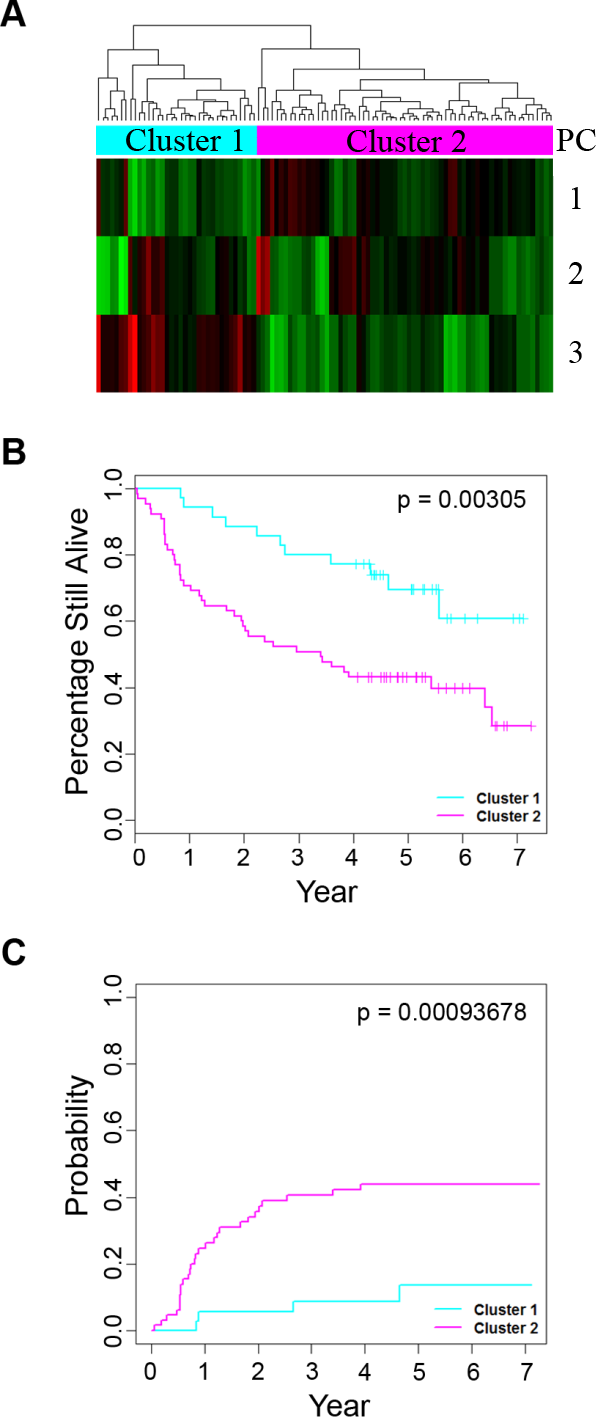 A
Cluster 1 Cluster 2 PC
1
2
3
B
p = 0.00305
Percentage Still Alive
1.0
0.8
0.6
0.4
0.2
0.0
Cluster 1
Cluster 2
0 1 2 3 4 5 6 7
Year
C
p = 0.00093678
Probability
1.0
0.8
0.6
0.4
0.2
0.0
Cluster 1
Cluster 2
0 1 2 3 4 5 6 7
Year